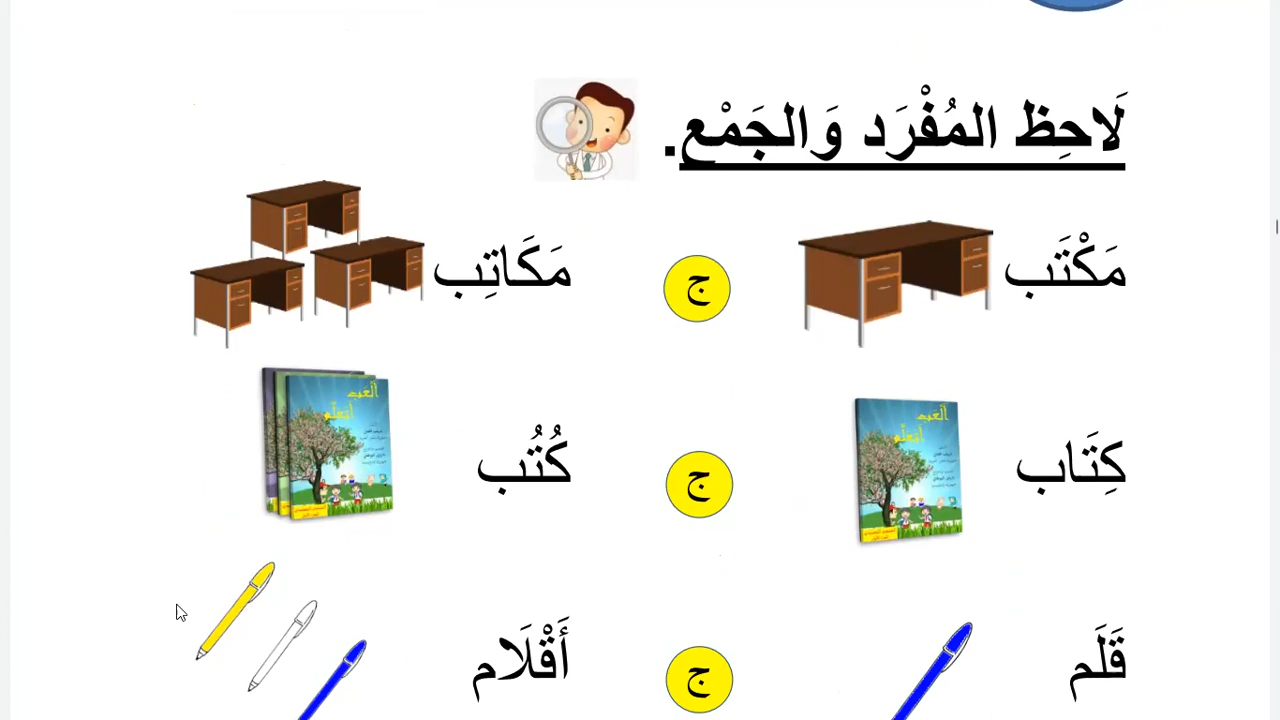 لَاحِظ المُفْرَد وَالجَمْع.
مَكْتَب ج مَكَاتِب
كِتَاب ج كُتُب
قَلَم ج أَقْلَام